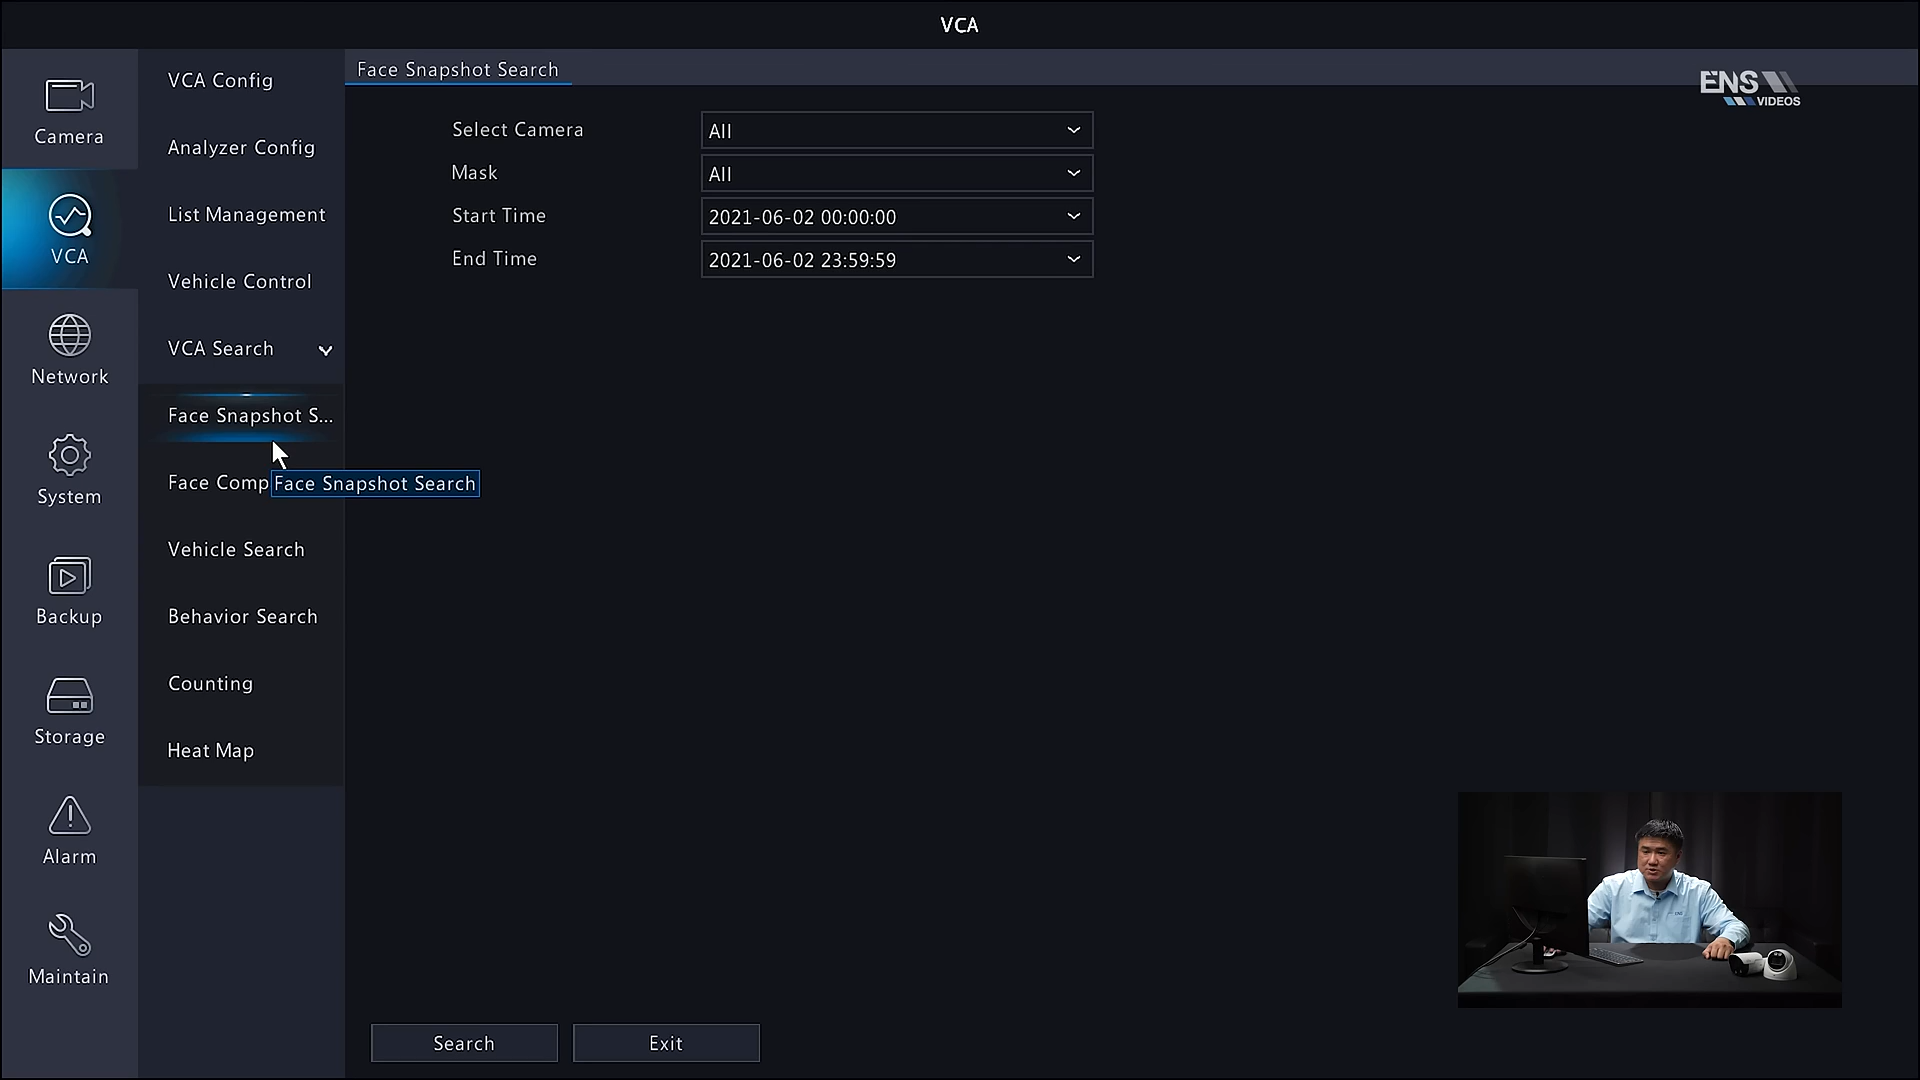 VCA
Camera
VCA
Network
System
Backup
Storage
Alarm
Maintain
VCA Config
Analyzer Config
List Management
Vehicle Control
VCA Search
Face Snapshot S...
Face Comp
Face Snapshot Search
Vehicle Search
Behavior Search
Counting
Heat Map
Face Snapshot Search
ENS
VIDEOS
Select Camera All
Mask All
Start Time 2021-06-02 00:00:00
End Time 2021-06-02 23:59:59
Search Exit
ENS